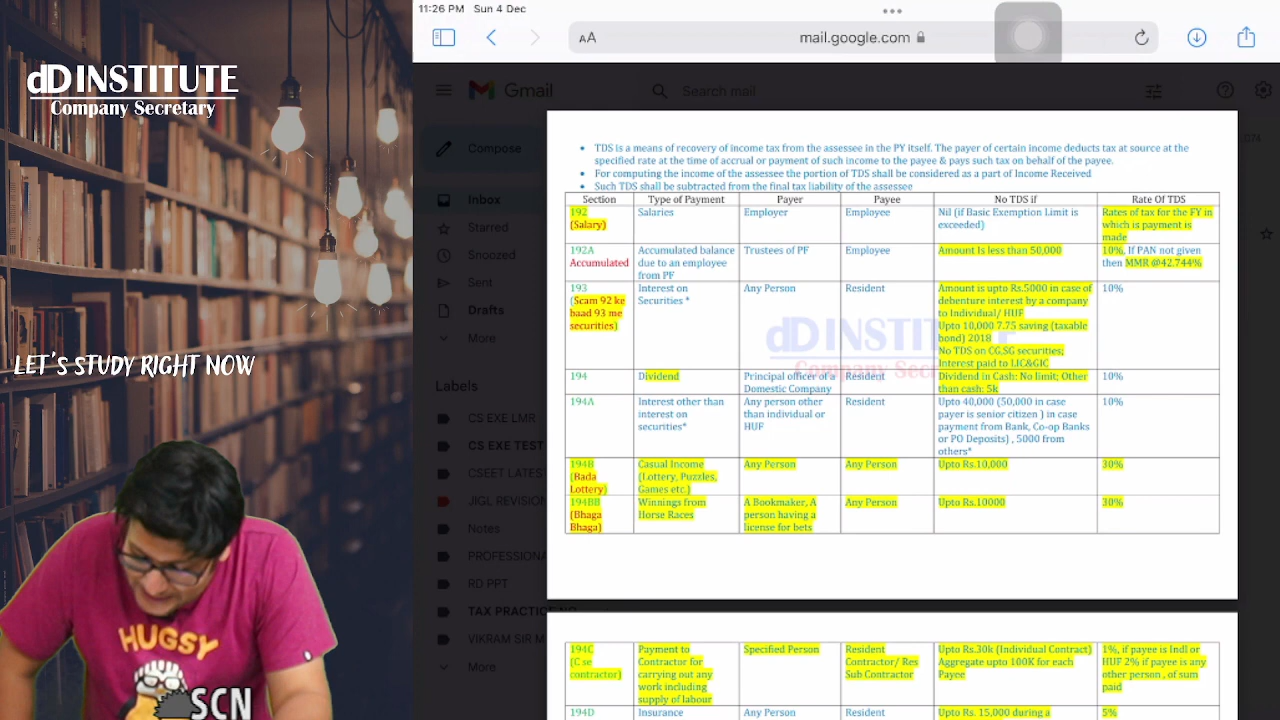 11:26 PM Sun 4 Dec
AA
mail.google.com
dD INSTITUTE
Company Secretary
LET'S STUDY RIGHT NOW
HUGSY
SCN
Gmail
Search mail
Compose
Inbox
Starred
Snoozed
Sent
Drafts
More
Labels
CS EXE LMR
CS EXE TEST
CSEET LATES
JIGL REVISION
Notes
PROFESSIONA
RD PPT
TAX PRACTICE
VIKRAM SIR M
More
• TDS is a means of recovery of income tax from the assessee in the PY itself. The payer of certain income deducts tax at source at the
specified rate at the time of accrual or payment of such income to the payee & pays such tax on behalf of the payee.
• For computing the income of the assessee the portion of TDS shall be considered as a part of Income Received
• Such TDS shall be subtracted from the final tax liability of the assessee
Section Type of Payment Payer Payee No TDS if Rate Of TDS
192 Salaries Employer Employee Nil (if Basic Exemption Limit is Rates of tax for the FY in
(Salary) exceeded) which is payment is
made
192A Accumulated balance Trustees of PF Employee Amount Is less than 50,000 10%. If PAN not given
Accumulated due to an employee then MMR @42.744%
from PF
193 Interest on Any Person Resident Amount is upto Rs.5000 in case of 10%
(Scam 92 ke Securities * debenture interest by a company
baad 93 me to Individual/ HUF
securities) Upto 10,000 7.75 saving (taxable
bond) 2018
No TDS on CG,SG securities;
Interest paid to LIC&GIC
dD INSTIT
Company Secr
194 Dividend Principal officer of a Resident Dividend in Cash: No limit; Other 10%
Domestic Company than cash: 5k
194A Interest other than Any person other Resident Upto 40,000 (50,000 in case 10%
interest on than individual or payer is senior citizen ) in case
securities* HUF payment from Bank, Co-op Banks
or PO Deposits) , 5000 from
others*
194B Casual Income Any Person Any Person Upto Rs.10,000 30%
(Bada (Lottery, Puzzles,
Lottery) Games etc.)
194BB Winnings from A Bookmaker, A Any Person Upto Rs.10000 30%
(Bhaga Horse Races person having a
Bhaga) license for bets
194C Payment to Specified Person Resident Upto Rs.30k (Individual Contract) 1%, if payee is Indl or
(C se Contractor for Contractor/ Res Aggregate upto 100K for each HUF 2% if payee is any
contractor) carrying out any Sub Contractor Payee other person , of sum
work including paid
supply of labour
194D Insurance Any Person Resident Upto Rs. 15,000 during a 5%